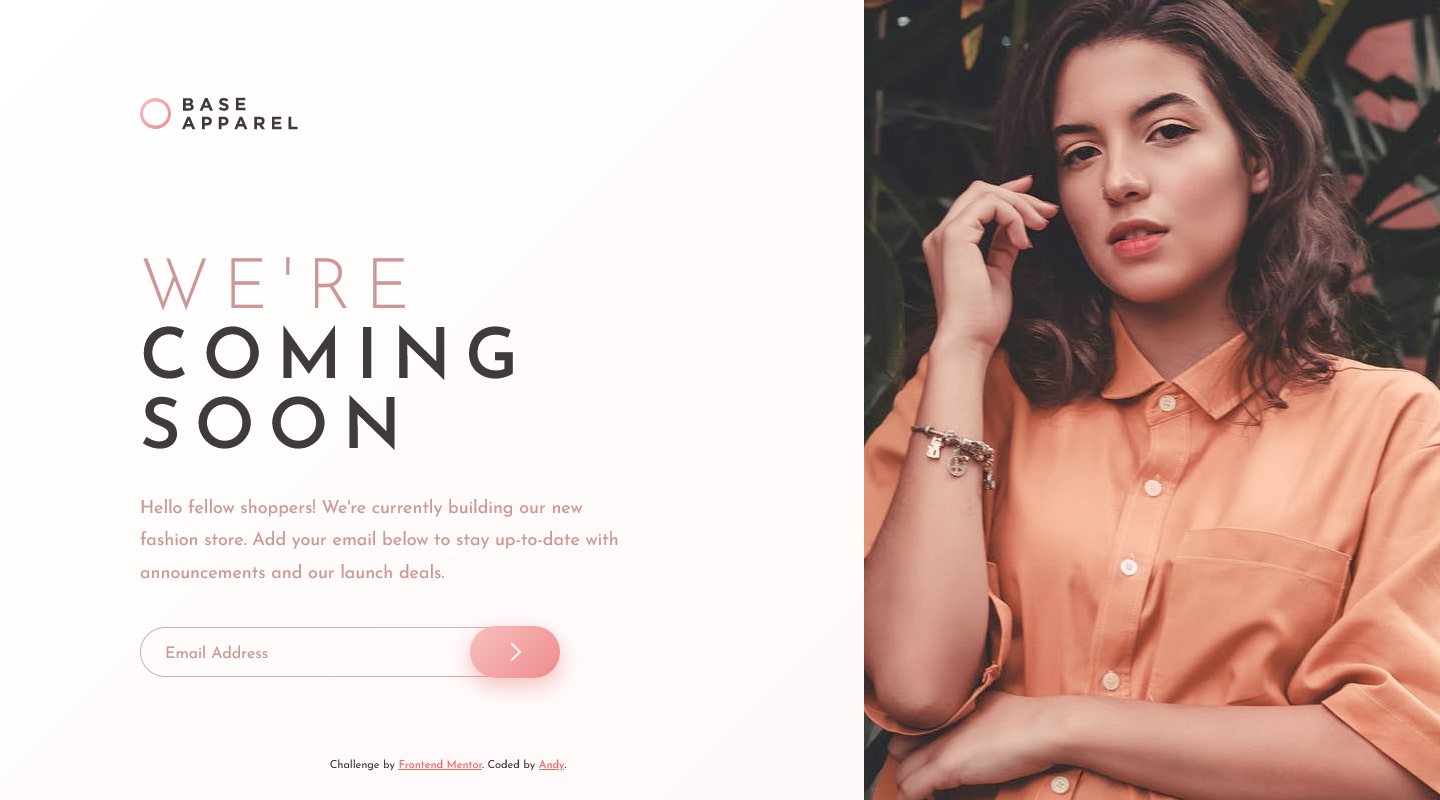 BASE
APPAREL
WE'RE
COMING
SOON
Hello fellow shoppers! We're currently building our new
fashion store. Add your email below to stay up-to-date with
announcements and our launch deals.
Email Address
Challenge by Frontend Mentor. Coded by Andy.